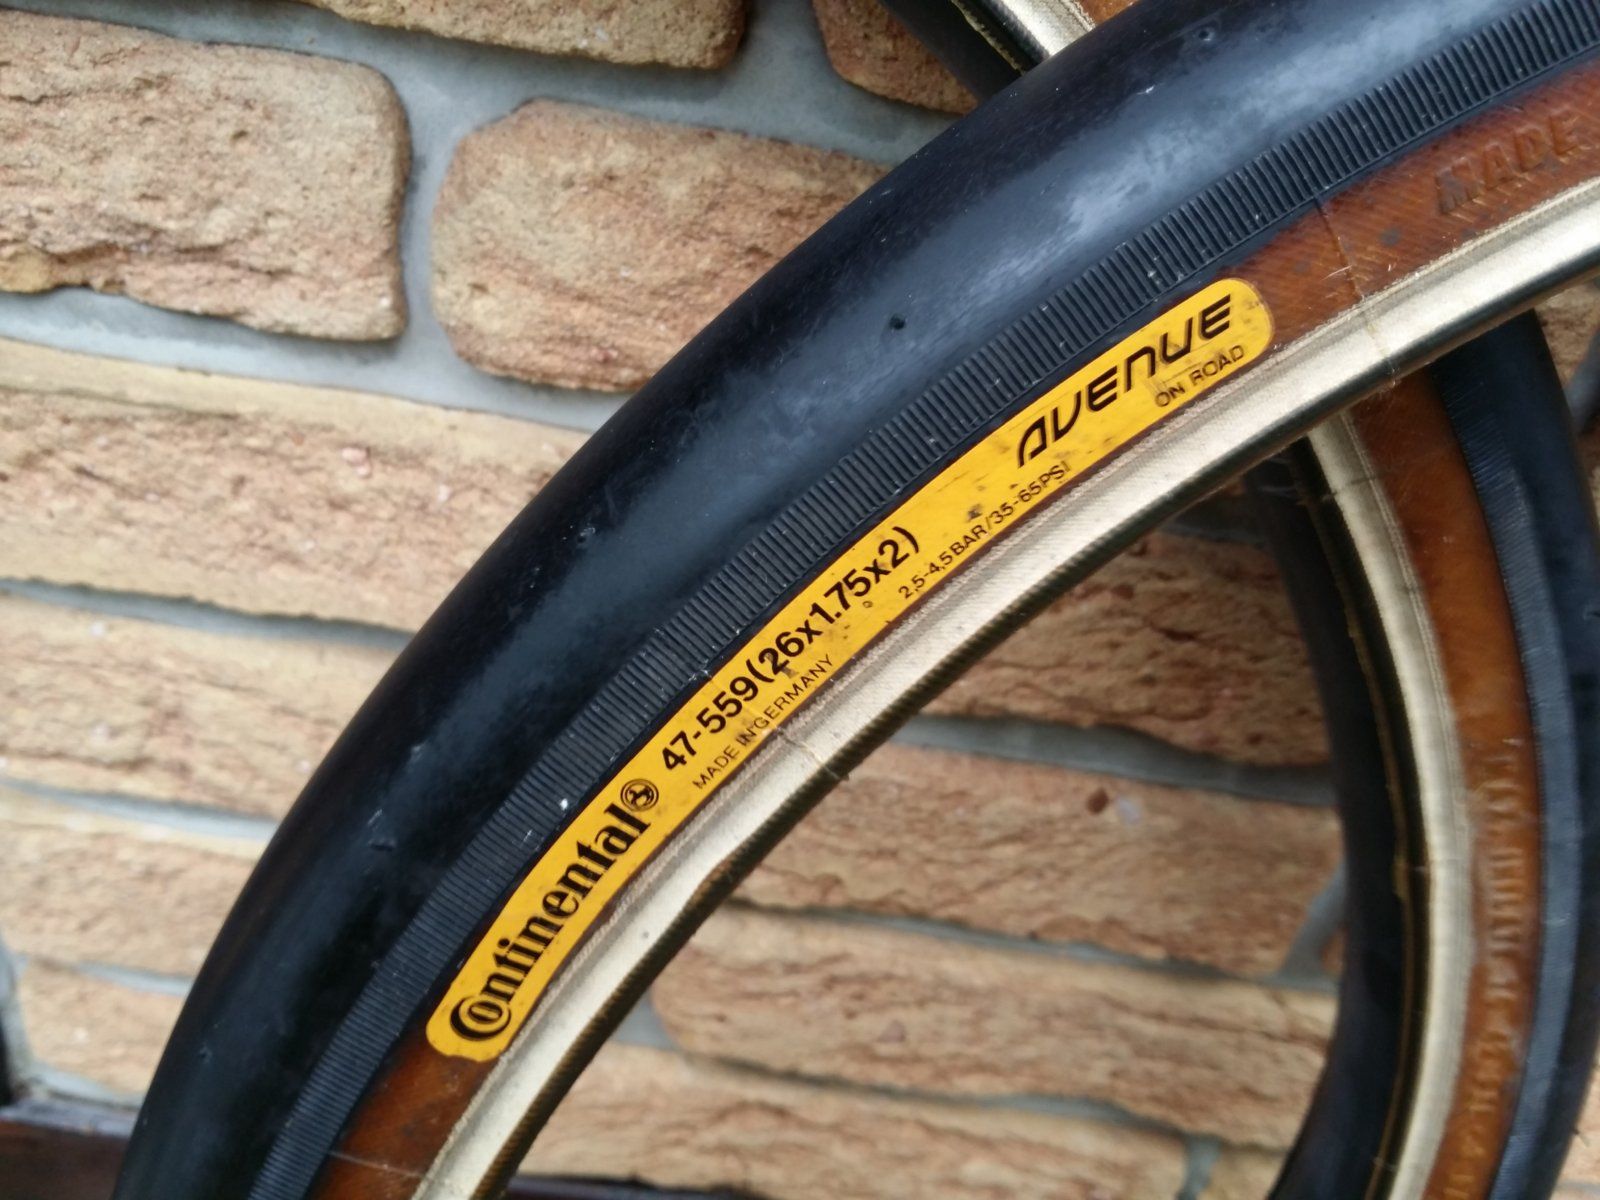 Continental 47-559(26x1.75x2) AVENUE
MADE IN GERMANY 2,5-4,5BAR/35-65PSI ON ROAD
MADE